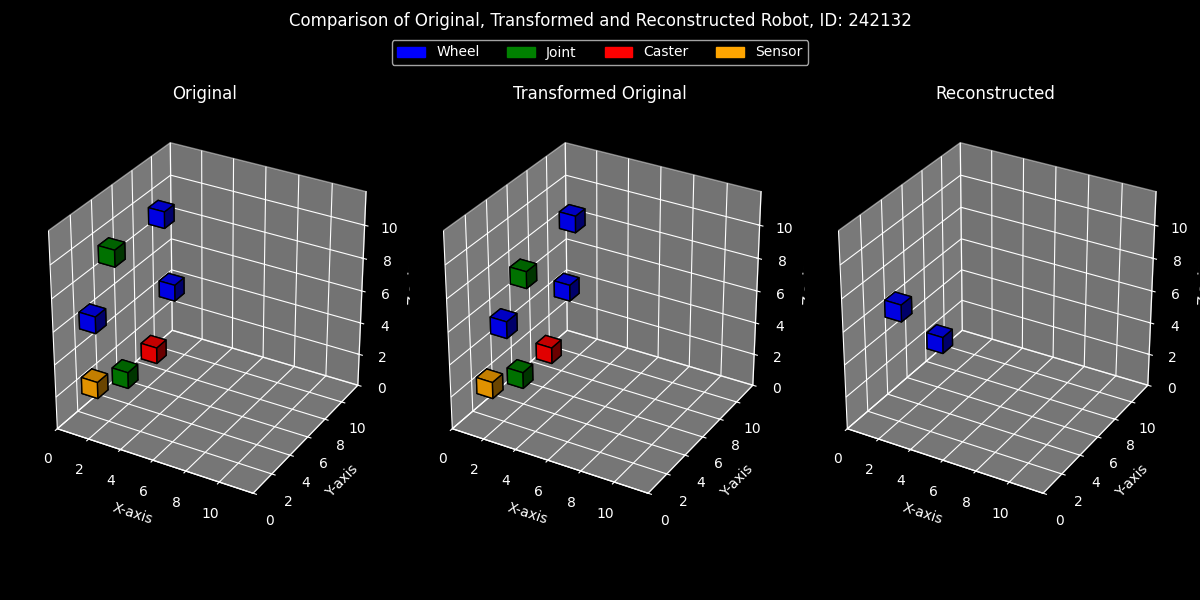 Comparison of Original, Transformed and Reconstructed Robot, ID: 242132
Wheel Joint Caster Sensor
Original Transformed Original Reconstructed
10 10 10
8 8 8
6 6 6
4 4 4
2 2 2
0 0 0
10 10 10
8 8 8
6 6 6
4 4 4
2 2 2
0 0 0
0 2 4 6 8 10 0 2 4 6 8 10 0 2 4 6 8 10
X-axis Y-axis X-axis Y-axis X-axis Y-axis